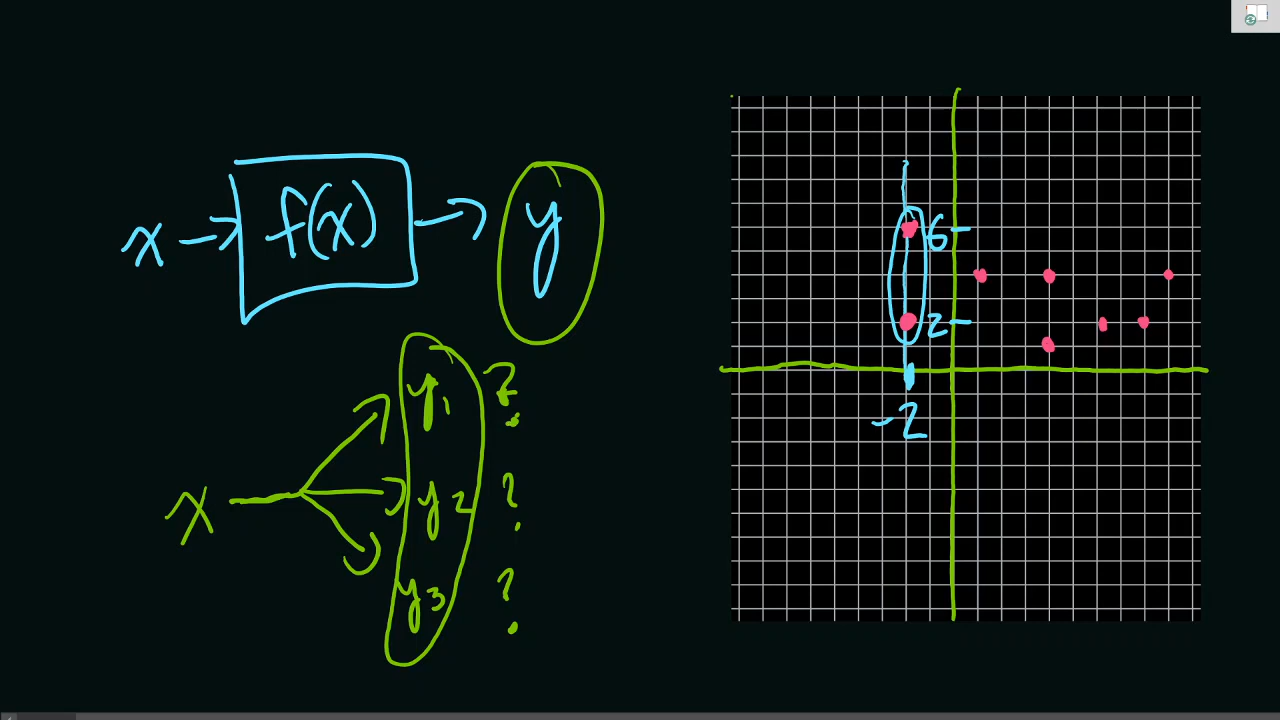 x → f(x) → y
y₁ ?
x → y₂ ?
y₃ ?
6
2
-2